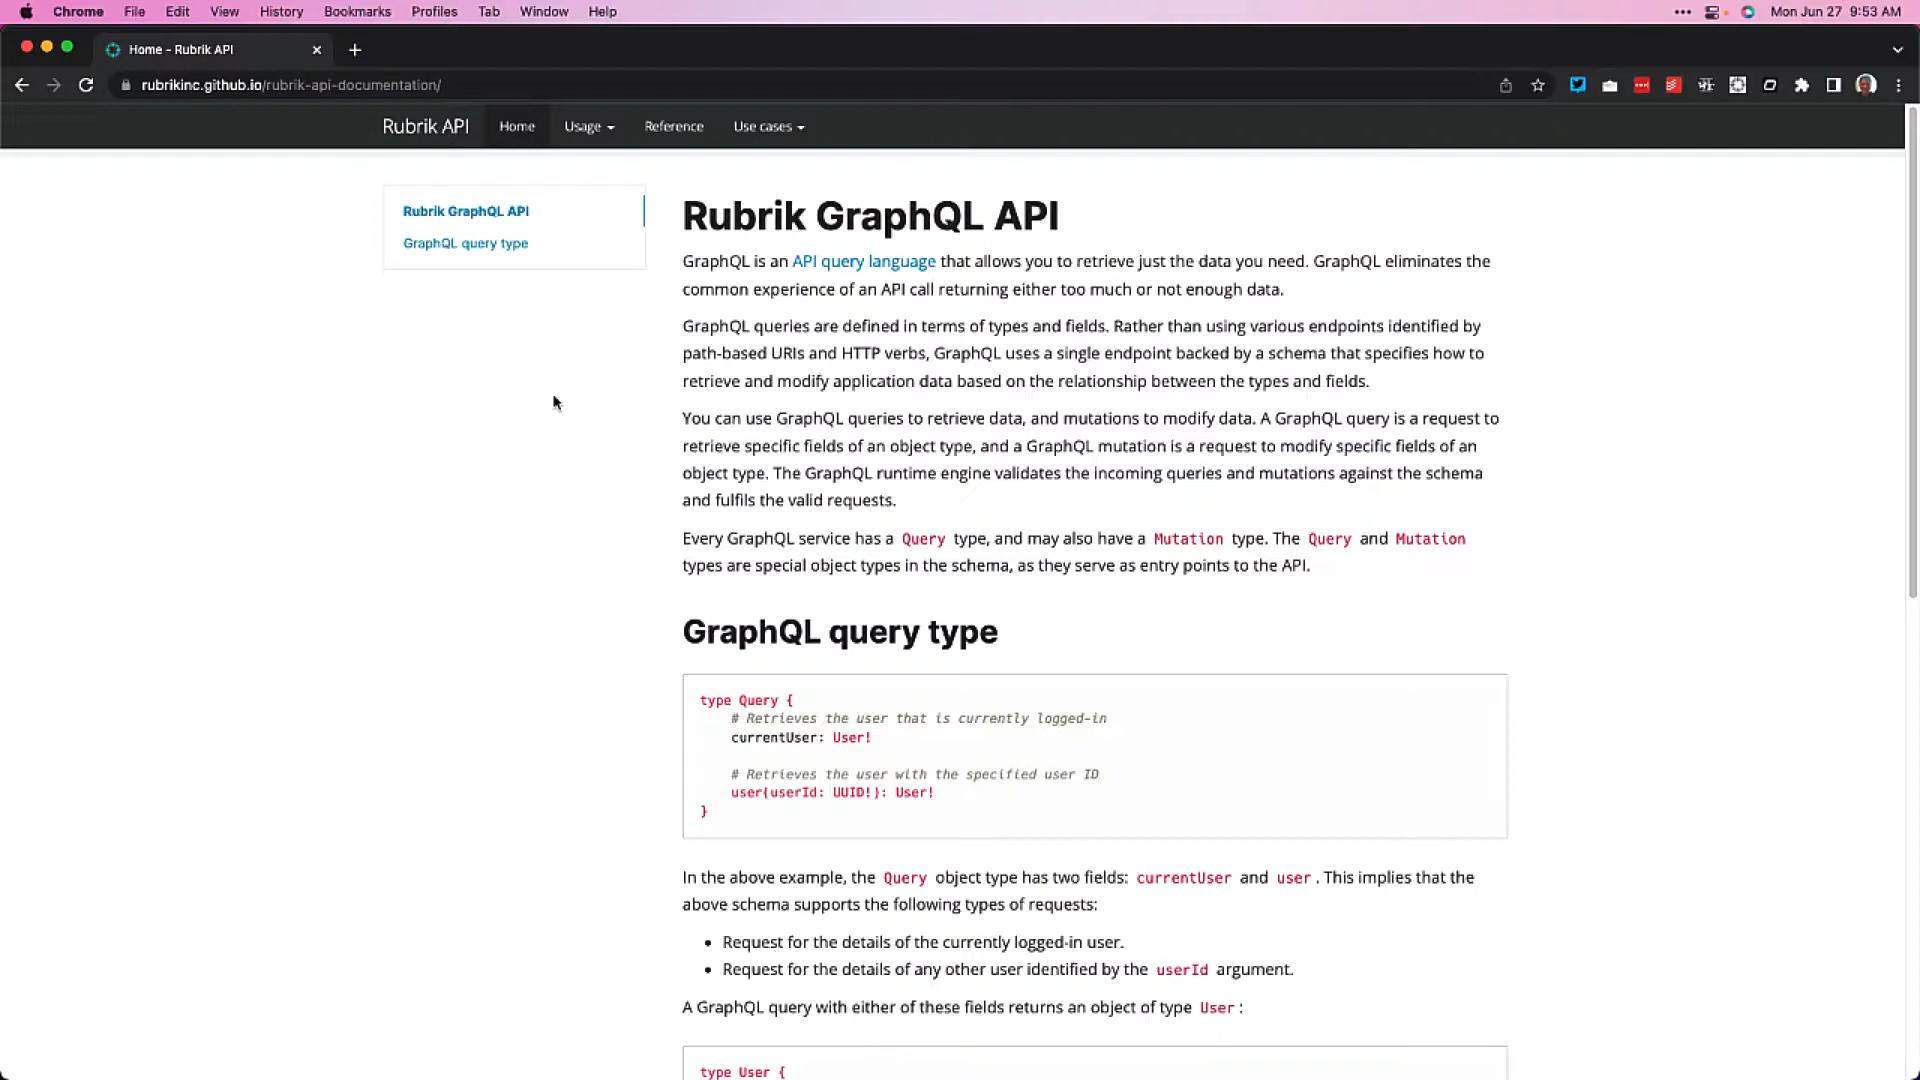 Chrome File Edit View History Bookmarks Profiles Tab Window Help Mon Jun 27 9:53 AM
Home - Rubrik API
rubrikinc.github.io/rubrik-api-documentation/
Rubrik API Home Usage Reference Use cases
Rubrik GraphQL API
GraphQL query type
Rubrik GraphQL API
GraphQL is an API query language that allows you to retrieve just the data you need. GraphQL eliminates the
common experience of an API call returning either too much or not enough data.
GraphQL queries are defined in terms of types and fields. Rather than using various endpoints identified by
path-based URIs and HTTP verbs, GraphQL uses a single endpoint backed by a schema that specifies how to
retrieve and modify application data based on the relationship between the types and fields.
You can use GraphQL queries to retrieve data, and mutations to modify data. A GraphQL query is a request to
retrieve specific fields of an object type, and a GraphQL mutation is a request to modify specific fields of an
object type. The GraphQL runtime engine validates the incoming queries and mutations against the schema
and fulfils the valid requests.
Every GraphQL service has a Query type, and may also have a Mutation type. The Query and Mutation
types are special object types in the schema, as they serve as entry points to the API.
GraphQL query type
type Query {
# Retrieves the user that is currently logged-in
currentUser: User!
# Retrieves the user with the specified user ID
user(userId: UUID!): User!
}
In the above example, the Query object type has two fields: currentUser and user . This implies that the
above schema supports the following types of requests:
• Request for the details of the currently logged-in user.
• Request for the details of any other user identified by the userId argument.
A GraphQL query with either of these fields returns an object of type User :
type User {